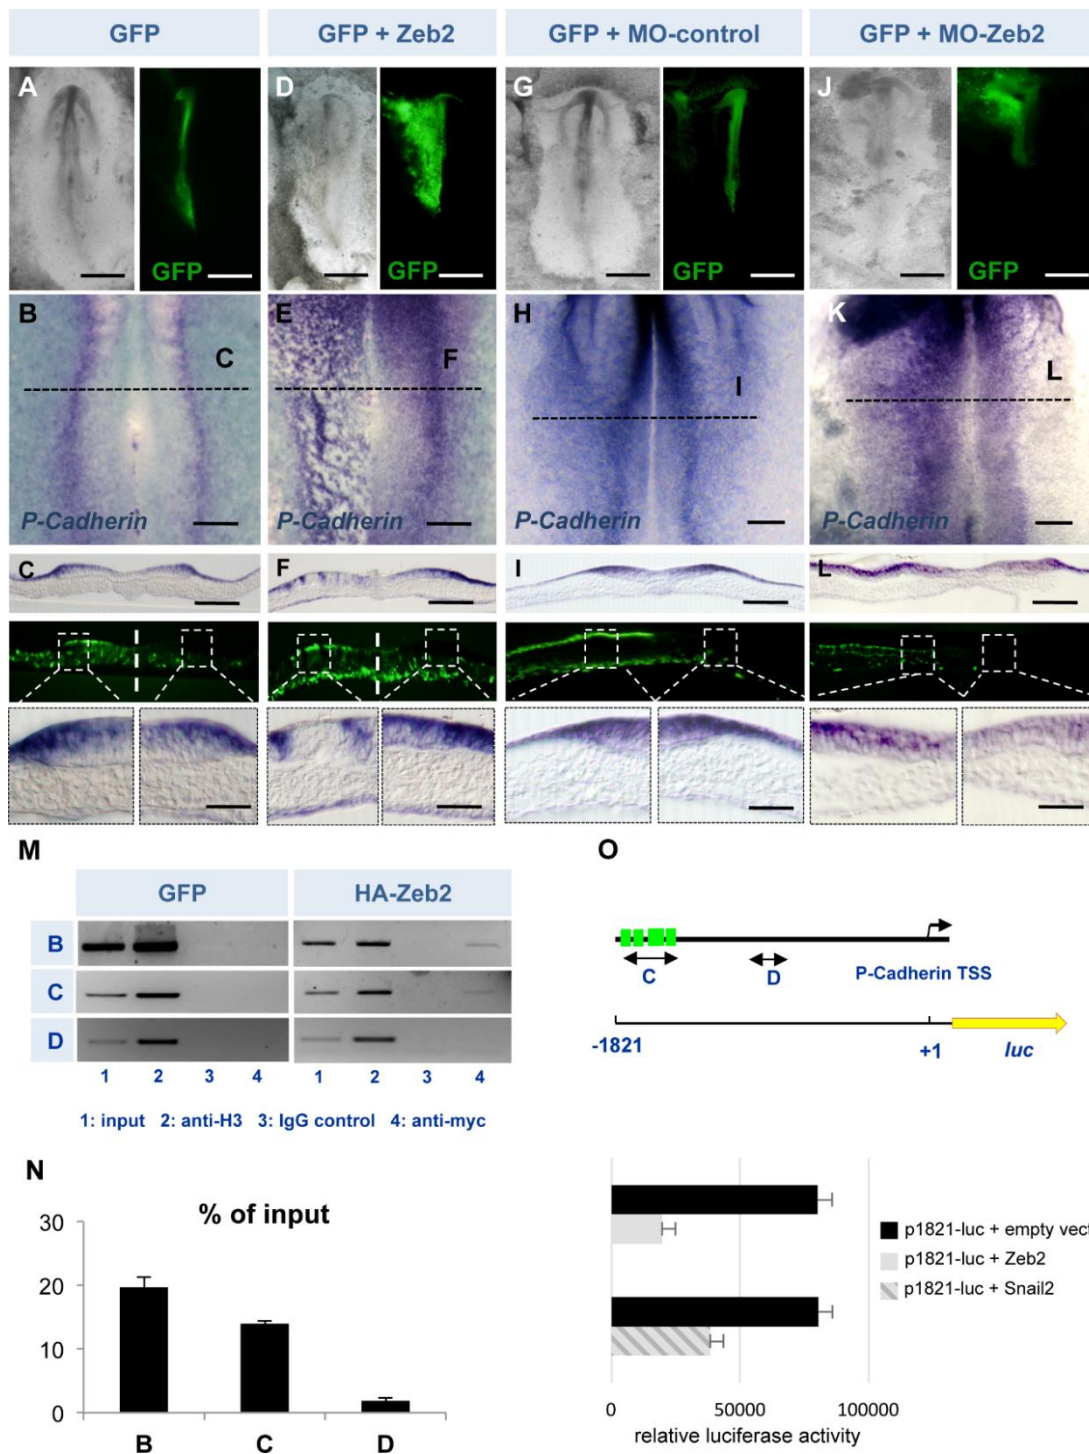 GFP
GFP + Zeb2
GFP + MO-control
GFP + MO-Zeb2
A
GFP
D
GFP
G
GFP
J
GFP
B
C
P-Cadherin
E
F
P-Cadherin
H
I
P-Cadherin
K
L
P-Cadherin
C
F
I
L
M
GFP
HA-Zeb2
B
C
D
1 2 3 4 1 2 3 4
1: input 2: anti-H3 3: IgG control 4: anti-myc
O
C
D
P-Cadherin TSS
-1821
+1
luc
N
% of input
30
20
10
0
B
C
D
p1821-luc + empty vect
p1821-luc + Zeb2
p1821-luc + Snail2
0
50000
100000
relative luciferase activity